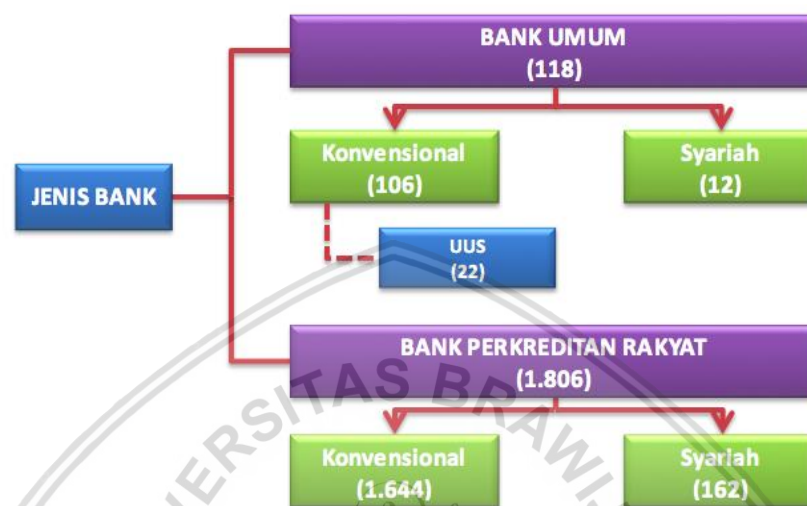 BANK UMUM
(118)
Konvensional
(106)
Syariah
(12)
JENIS BANK
UUS
(22)
BANK PERKREDITAN RAKYAT
(1.806)
Konvensional
(1.644)
Syariah
(162)